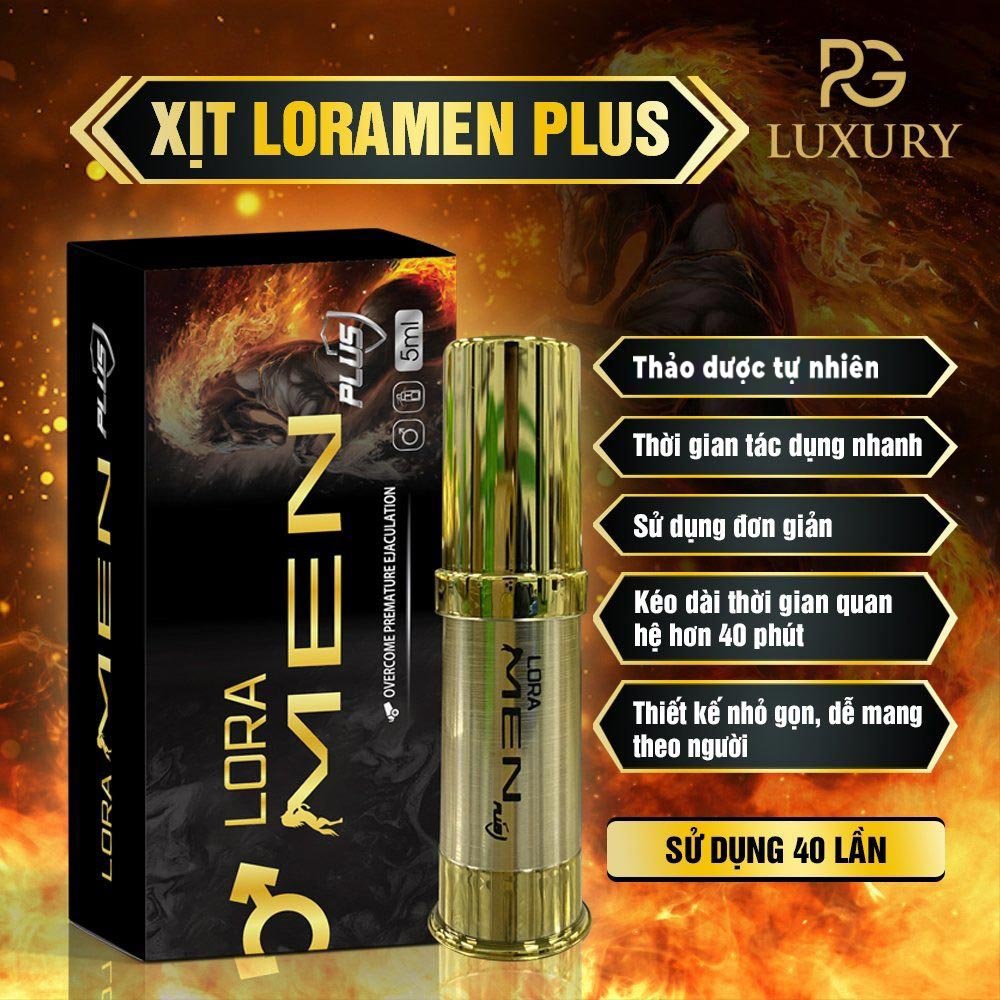 XỊT LORAMEN PLUS
PG
LUXURY
LORA MEN PLUS
LORA
MEN
PLUS
5ml
OVERCOME PREMATURE EJACULATION
LORA
MEN
PLUS
Thảo dược tự nhiên
Thời gian tác dụng nhanh
Sử dụng đơn giản
Kéo dài thời gian quan
hệ hơn 40 phút
Thiết kế nhỏ gọn, dễ mang
theo người
SỬ DỤNG 40 LẦN